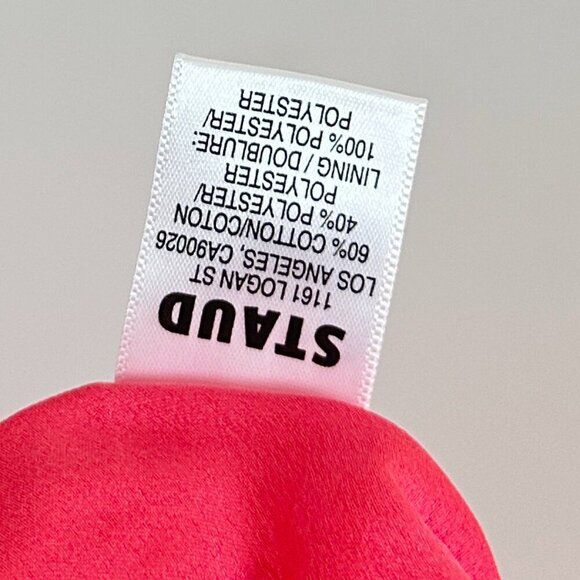 STAUD
1161 LOGAN ST
LOS ANGELES, CA90026
60% COTTON/COTON
40% POLYESTER/
POLYESTER
LINING / DOUBLURE:
100% POLYESTER/
POLYESTER